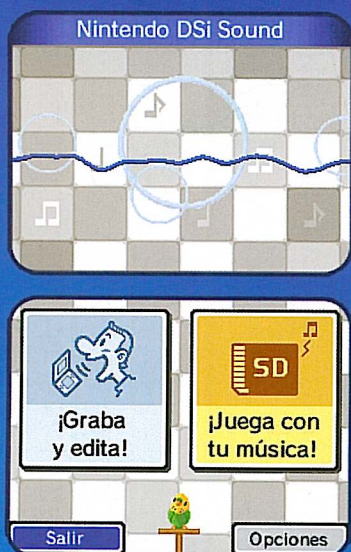 Nintendo DSi Sound
¡Graba
y edita!
SD
¡Juega con
tu música!
Salir
Opciones